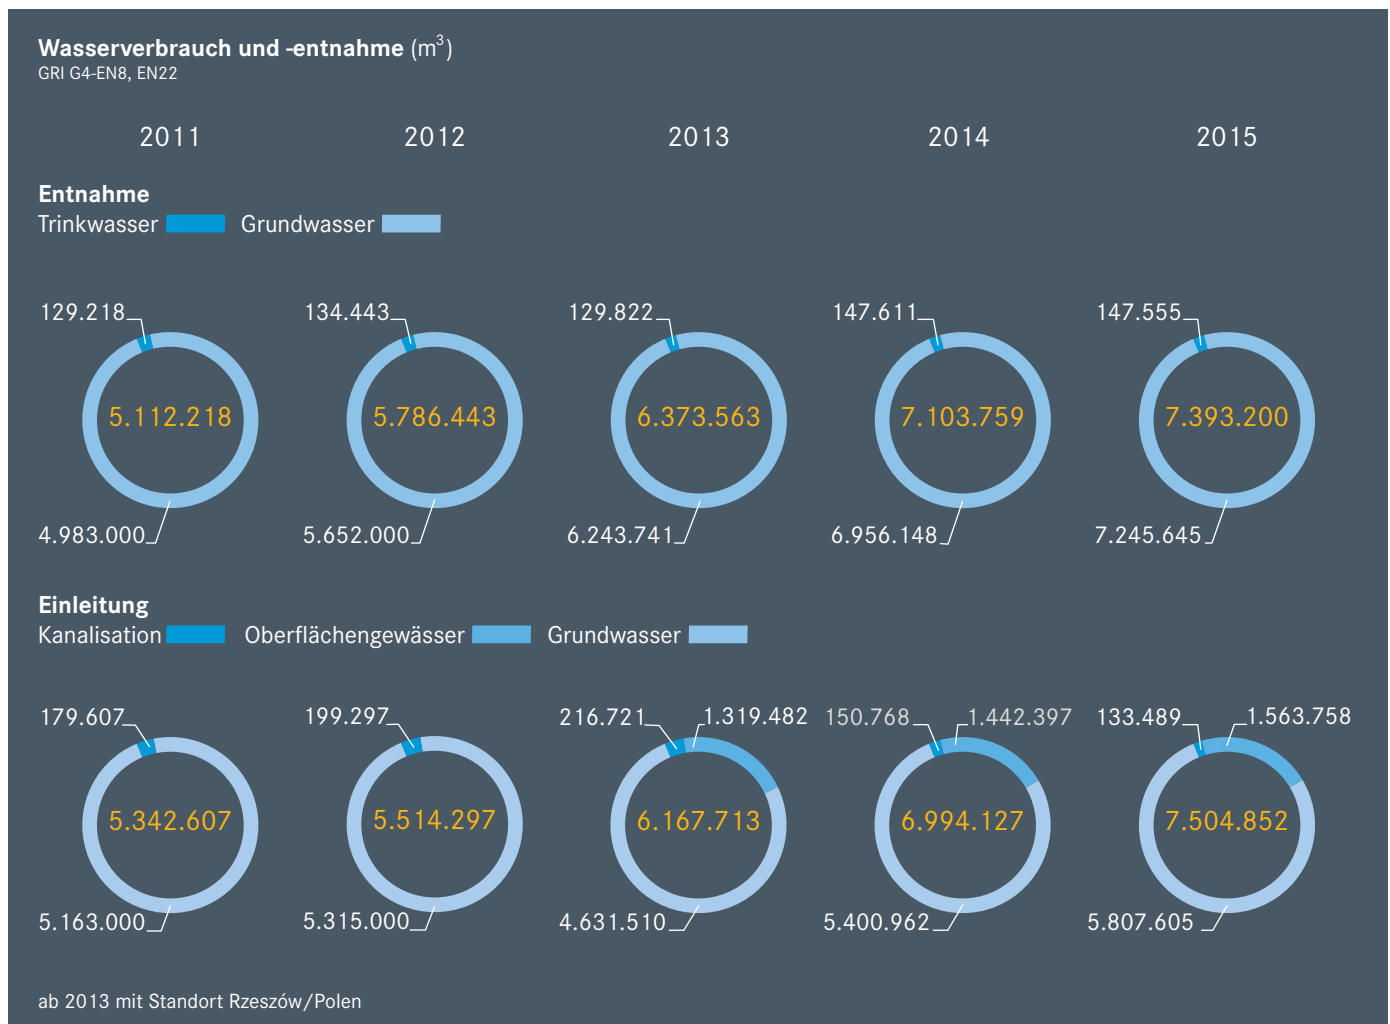 Wasserverbrauch und -entnahme (m³)
GRI G4-EN8, EN22
2011 2012 2013 2014 2015
Entnahme
Trinkwasser Grundwasser
129.218 134.443 129.822 147.611 147.555
5.112.218 5.786.443 6.373.563 7.103.759 7.393.200
4.983.000 5.652.000 6.243.741 6.956.148 7.245.645
Einleitung
Kanalisation Oberflächengewässer Grundwasser
179.607 199.297 216.721 1.319.482 150.768 1.442.397 133.489 1.563.758
5.342.607 5.514.297 6.167.713 6.994.127 7.504.852
5.163.000 5.315.000 4.631.510 5.400.962 5.807.605
ab 2013 mit Standort Rzeszów/Polen